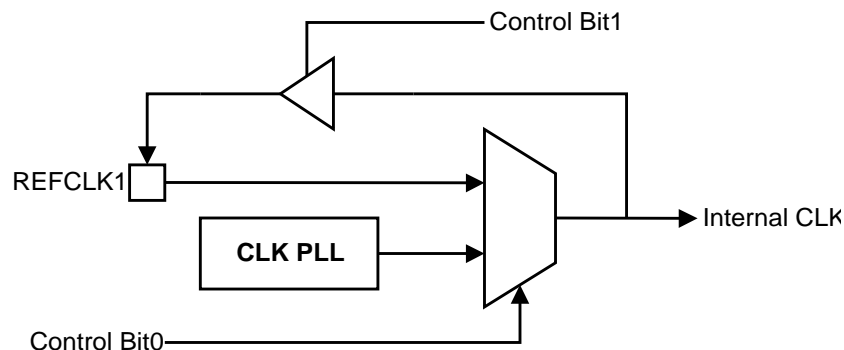 Control Bit1
REFCLK1
Internal CLK
CLK PLL
Control Bit0